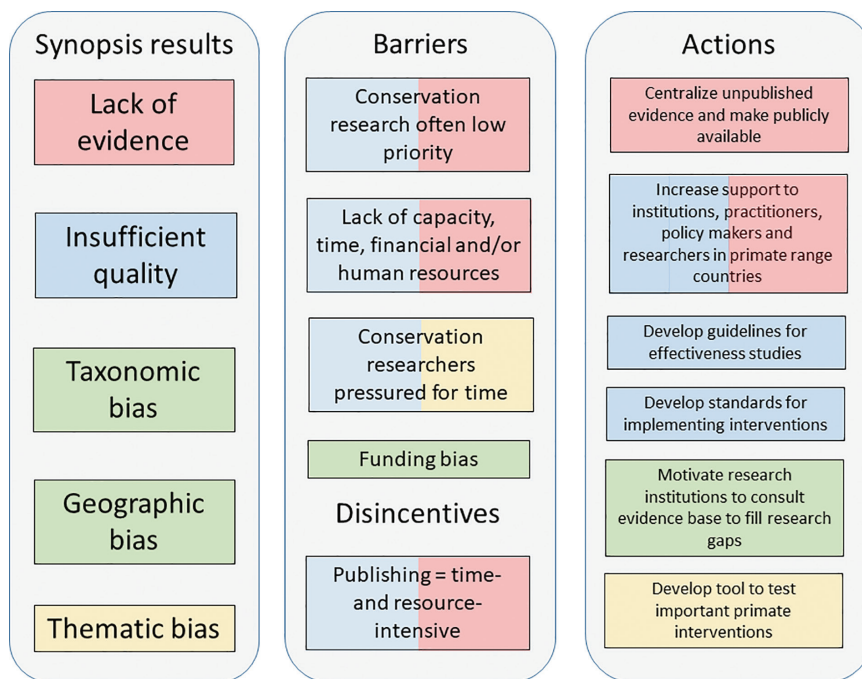 Synopsis results
Lack of
evidence
Insufficient
quality
Taxonomic
bias
Geographic
bias
Thematic bias
Barriers
Conservation
research often low
priority
Lack of capacity,
time, financial and/or
human resources
Conservation
researchers
pressured for time
Funding bias
Disincentives
Publishing = time-
and resource-
intensive
Actions
Centralize unpublished
evidence and make publicly
available
Increase support to
institutions, practitioners,
policy makers and
researchers in primate range
countries
Develop guidelines for
effectiveness studies
Develop standards for
implementing interventions
Motivate research
institutions to consult
evidence base to fill research
gaps
Develop tool to test
important primate
interventions